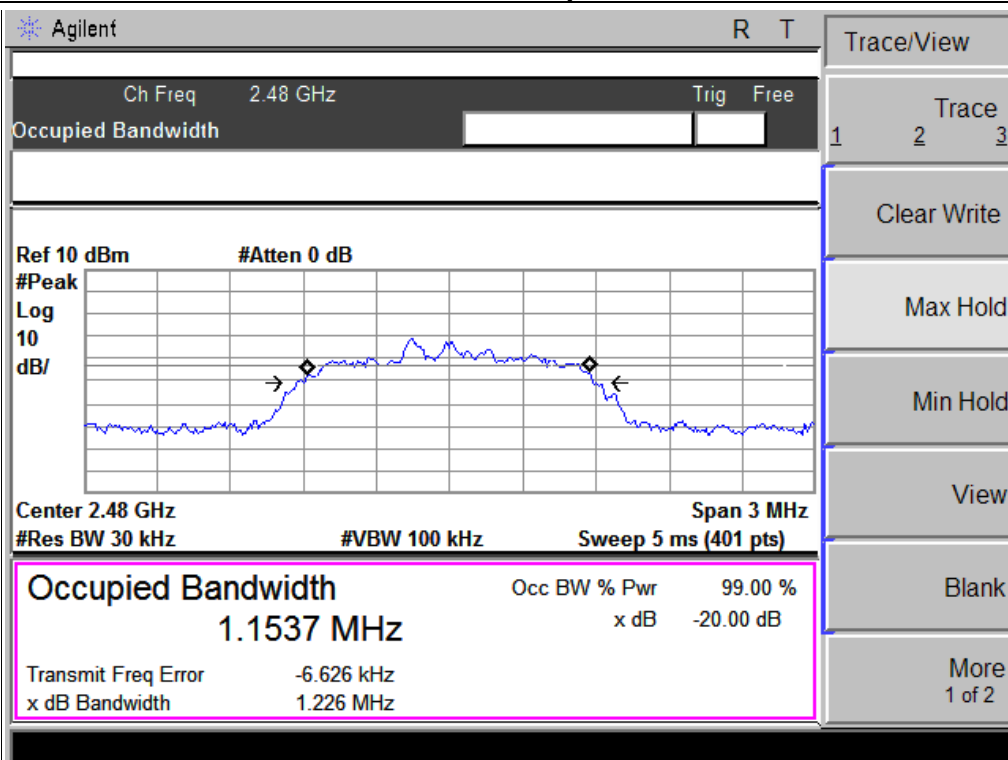 Agilent R T
Ch Freq 2.48 GHz Trig Free
Occupied Bandwidth
Ref 10 dBm #Atten 0 dB
#Peak
Log
10
dB/
Center 2.48 GHz Span 3 MHz
#Res BW 30 kHz #VBW 100 kHz Sweep 5 ms (401 pts)
Occupied Bandwidth
1.1537 MHz
Occ BW % Pwr 99.00 %
x dB -20.00 dB
Transmit Freq Error -6.626 kHz
x dB Bandwidth 1.226 MHz
Trace/View
Trace
1 2 3
Clear Write
Max Hold
Min Hold
View
Blank
More
1 of 2